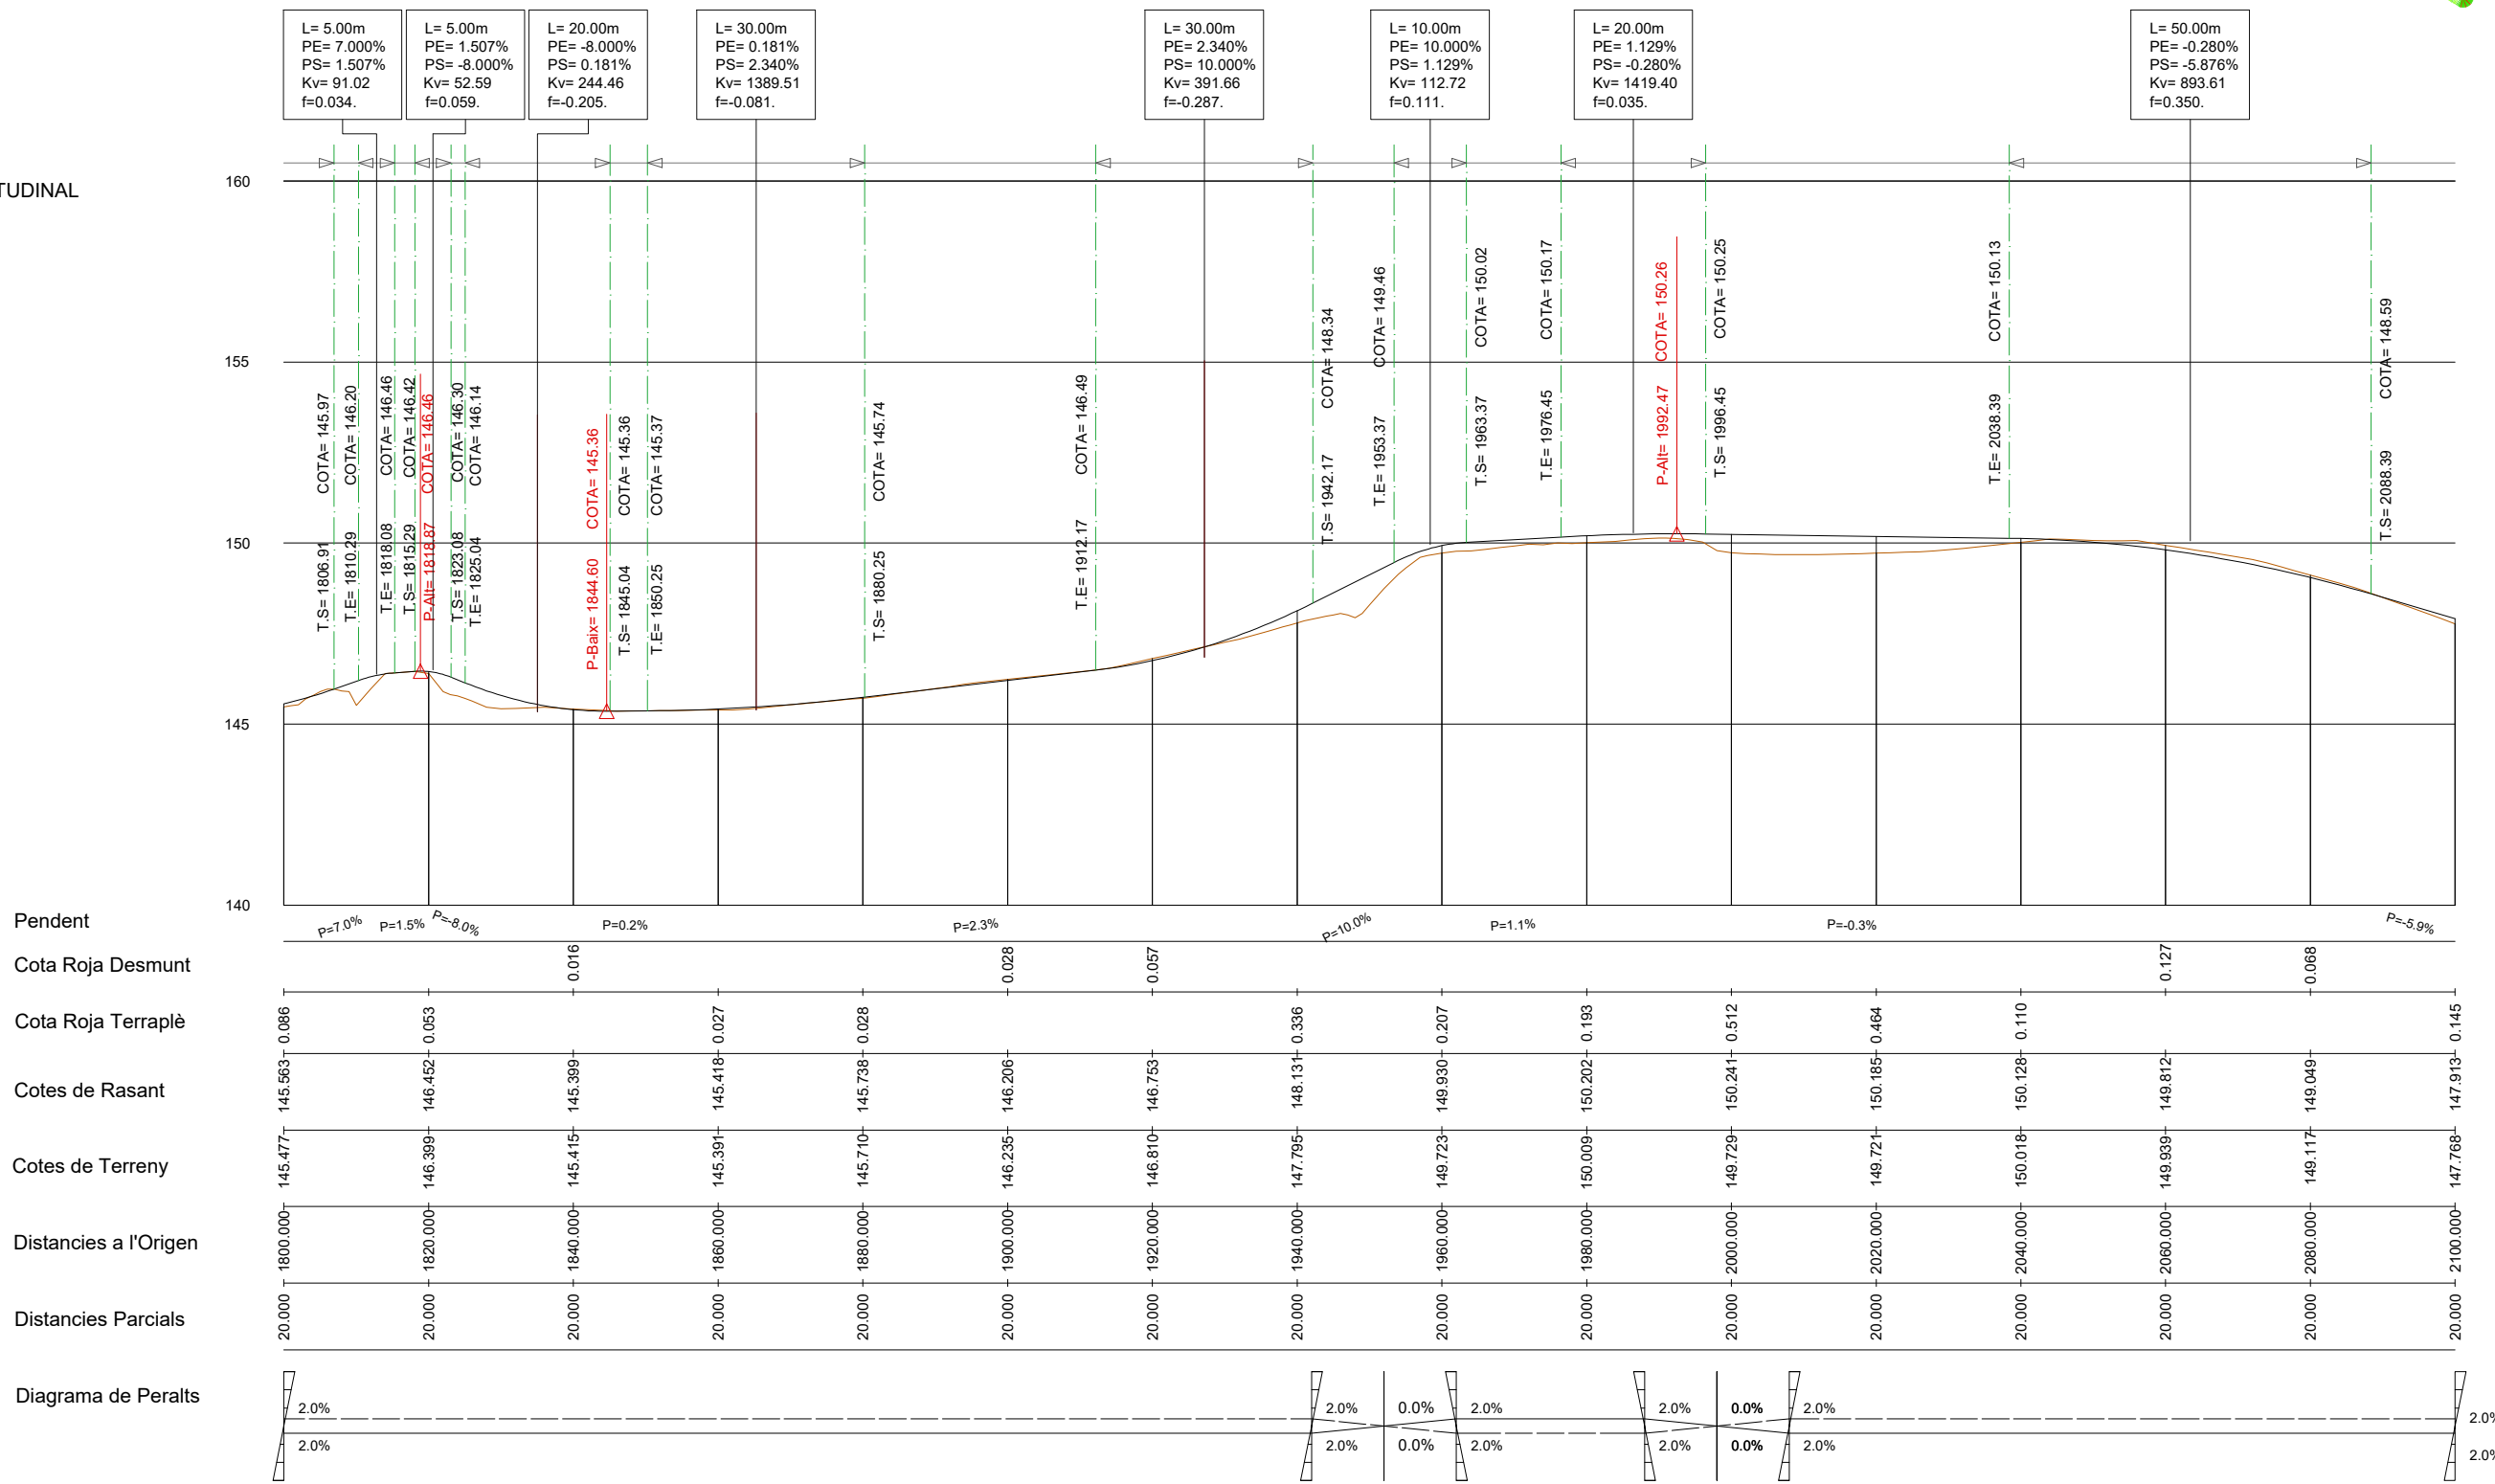 L= 5.00m
PE= 7.000%
PS= 1.507%
Kv= 91.02
f=0.034.
L= 5.00m
PE= 1.507%
PS= -8.000%
Kv= 52.59
f=0.059.
L= 20.00m
PE= -8.000%
PS= 0.181%
Kv= 244.46
f=-0.205.
L= 30.00m
PE= 0.181%
PS= 2.340%
Kv= 1389.51
f=-0.081.
L= 30.00m
PE= 2.340%
PS= 10.000%
Kv= 391.66
f=-0.287.
L= 10.00m
PE= 10.000%
PS= 1.129%
Kv= 112.72
f=0.111.
L= 20.00m
PE= 1.129%
PS= -0.280%
Kv= 1419.40
f=0.035.
L= 50.00m
PE= -0.280%
PS= -5.876%
Kv= 893.61
f=0.350.
TUDINAL
160
155
150
145
140
T.S= 1806.91 COTA= 145.97
T.E= 1810.29 COTA= 146.20
T.E= 1818.08 COTA= 146.46
T.S= 1815.29 COTA= 146.42
P-Alt= 1818.87 COTA= 146.46
T.S= 1823.08 COTA= 146.30
T.E= 1825.04 COTA= 146.14
P-Baix= 1844.60 COTA= 145.36
T.S= 1845.04 COTA= 145.36
T.E= 1850.25 COTA= 145.37
T.S= 1880.25 COTA= 145.74
T.E= 1912.17 COTA= 146.49
T.S= 1942.17 COTA= 148.34
T.E= 1953.37 COTA= 149.46
T.S= 1963.37 COTA= 150.02
T.E= 1976.45 COTA= 150.17
P-Alt= 1992.47 COTA= 150.26
T.S= 1996.45 COTA= 150.25
T.E= 2038.39 COTA= 150.13
T.S= 2088.39 COTA= 148.59
Pendent P=7.0% P=1.5% P=-8.0% P=0.2% P=2.3% P=10.0% P=1.1% P=-0.3% P=-5.9%
Cota Roja Desmunt 0.016 0.028 0.057 0.127 0.068
Cota Roja Terraplè 0.086 0.053 0.027 0.028 0.336 0.207 0.193 0.512 0.464 0.110 0.145
Cotes de Rasant 145.563 146.452 145.399 145.418 145.738 146.206 146.753 148.131 149.930 150.202 150.241 150.185 150.128 149.812 149.049 147.913
Cotes de Terreny 145.477 146.399 145.415 145.391 145.710 146.235 146.810 147.795 149.723 150.009 149.729 149.721 150.018 149.939 149.117 147.768
Distancies a l'Origen 1800.000 1820.000 1840.000 1860.000 1880.000 1900.000 1920.000 1940.000 1960.000 1980.000 2000.000 2020.000 2040.000 2060.000 2080.000 2100.000
Distancies Parcials 20.000 20.000 20.000 20.000 20.000 20.000 20.000 20.000 20.000 20.000 20.000 20.000 20.000 20.000 20.000 20.000
Diagrama de Peralts
2.0% 2.0% 0.0% 2.0% 2.0% 0.0% 2.0% 2.0%
2.0% 2.0% 0.0% 2.0% 2.0% 0.0% 2.0% 2.0%